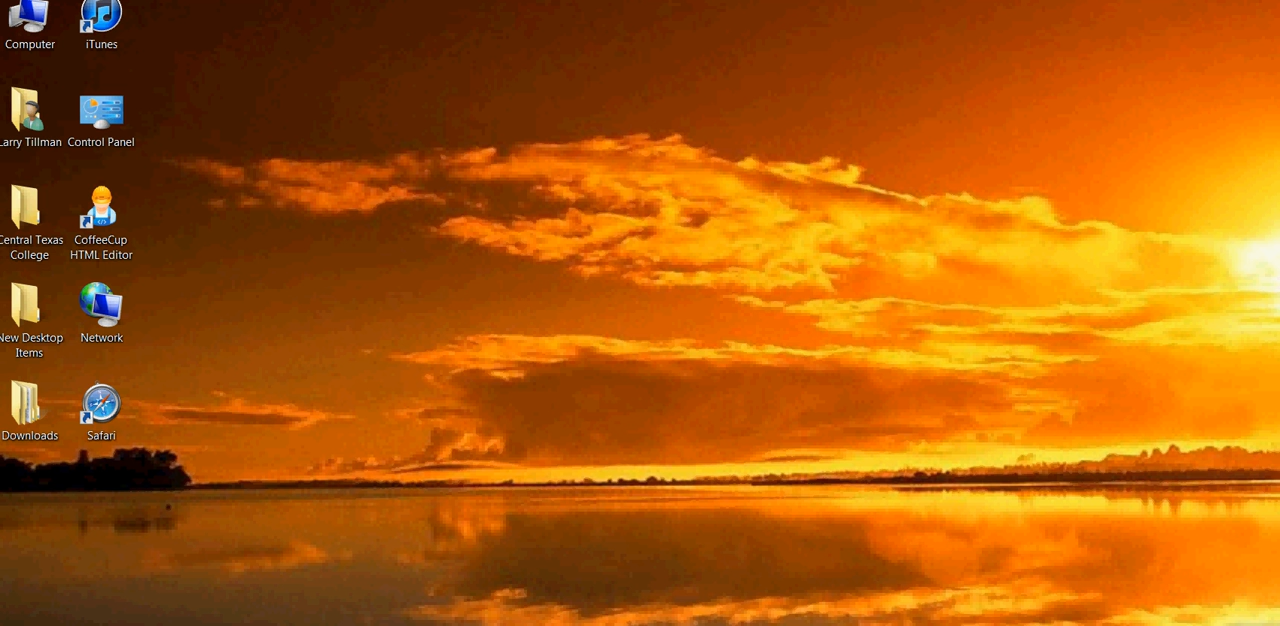 Computer
iTunes
Larry Tillman
Control Panel
Central Texas
College
CoffeeCup
HTML Editor
New Desktop
Items
Network
Downloads
Safari